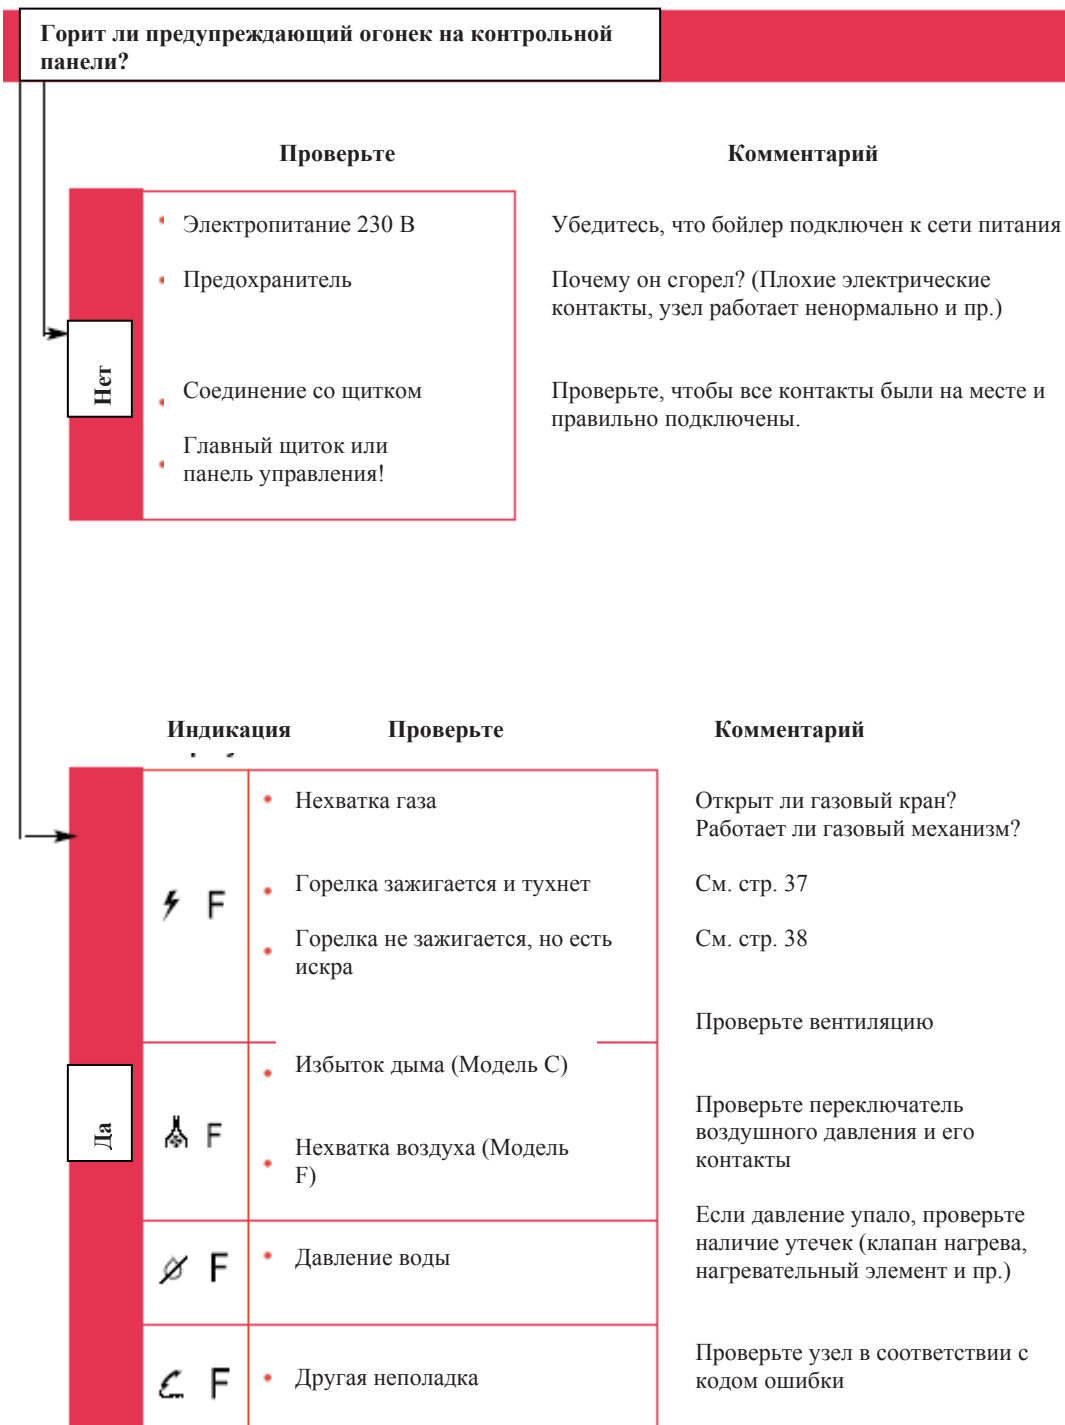 Горит ли предупреждающий огонек на контрольной
панели?
Проверьте
Комментарий
Нет
Электропитание 230 В
Убедитесь, что бойлер подключен к сети питания
Предохранитель
Почему он сгорел? (Плохие электрические
контакты, узел работает ненормально и пр.)
Соединение со щитком
Проверьте, чтобы все контакты были на месте и
правильно подключены.
Главный щиток или
панель управления!
Индикация
Проверьте
Комментарий
Да
F
Нехватка газа
Открыт ли газовый кран?
Работает ли газовый механизм?
Горелка зажигается и тухнет
См. стр. 37
Горелка не зажигается, но есть
искра
См. стр. 38
F
Избыток дыма (Модель C)
Проверьте вентиляцию
Нехватка воздуха (Модель
F)
Проверьте переключатель
воздушного давления и его
контакты
F
Давление воды
Если давление упало, проверьте
наличие утечек (клапан нагрева,
нагревательный элемент и пр.)
F
Другая неполадка
Проверьте узел в соответствии с
кодом ошибки